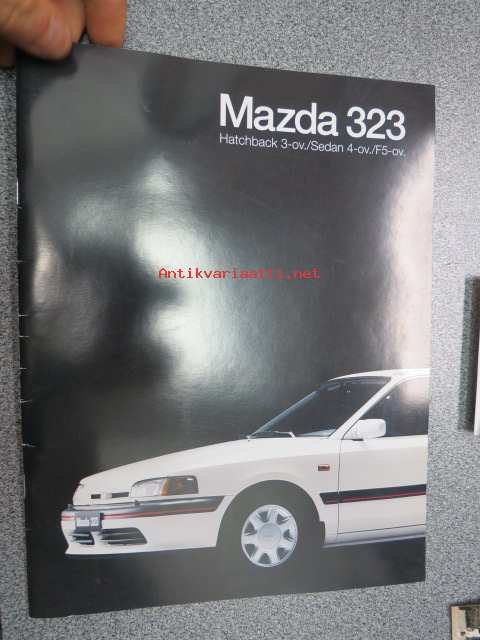 Mazda 323
Hatchback 3-ov./Sedan 4-ov./F5-ov.
Antikvariaatti.net